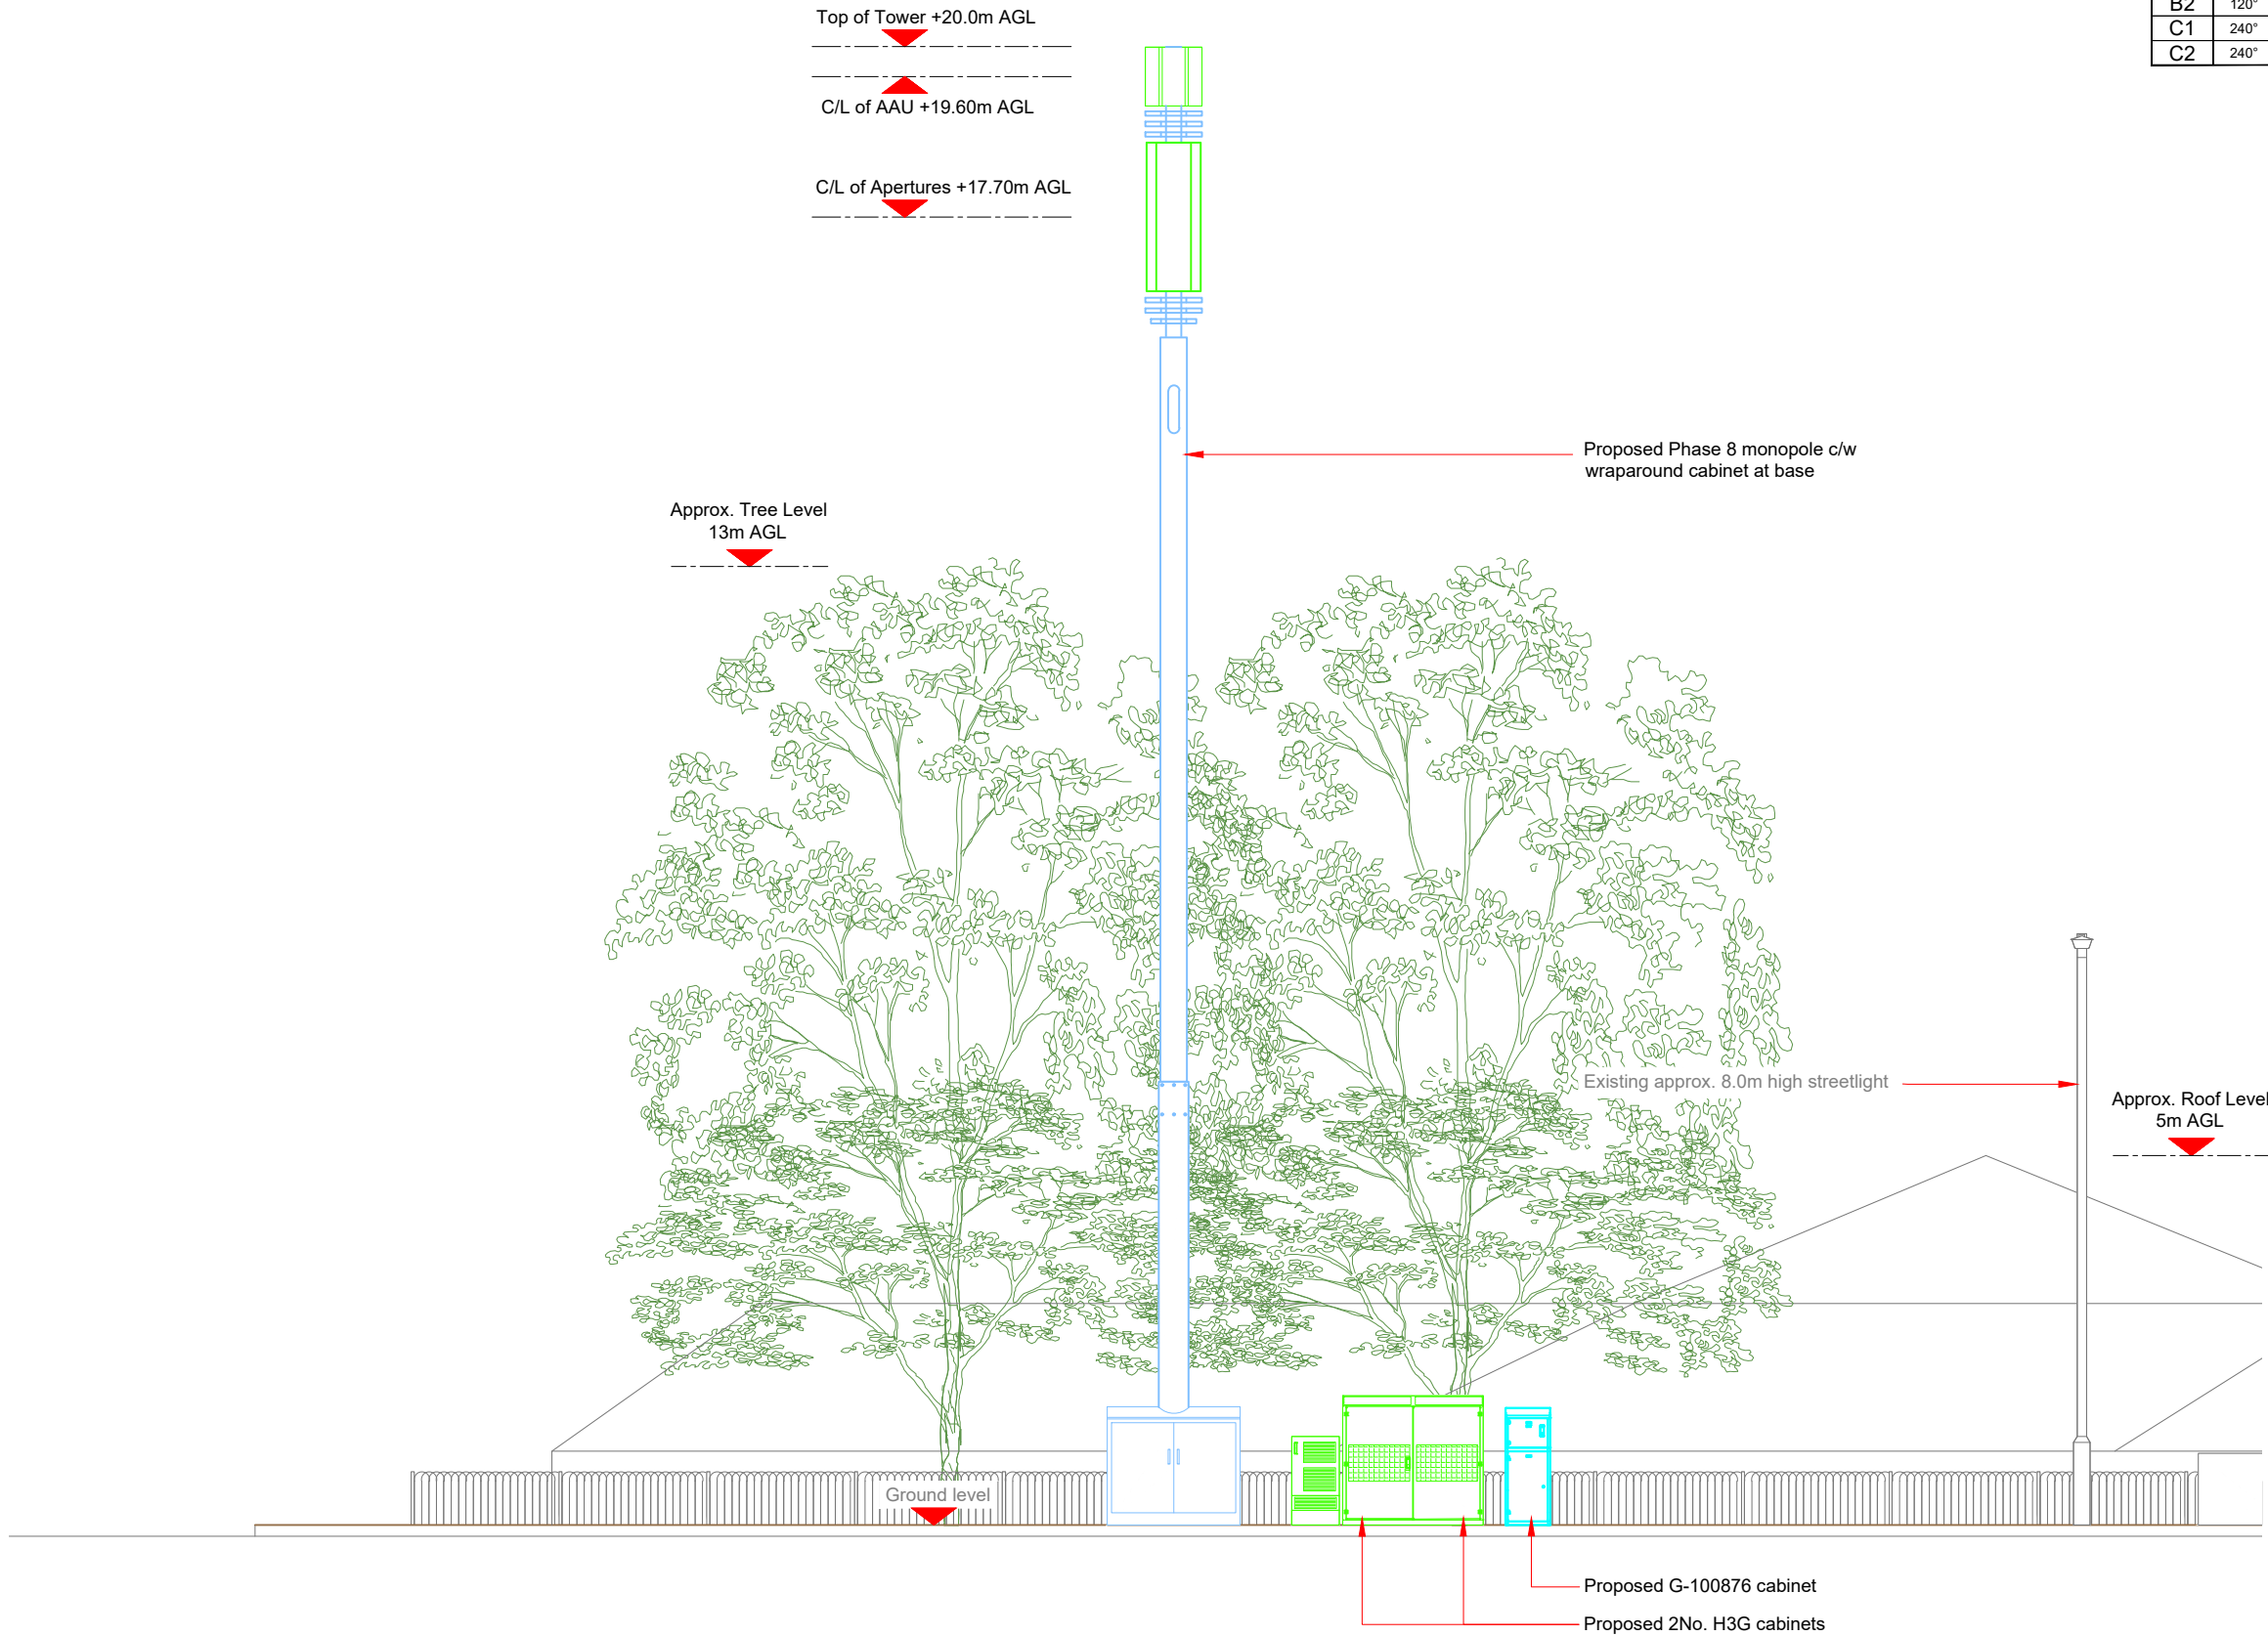 B2 120°
C1 240°
C2 240°
Top of Tower +20.0m AGL
C/L of AAU +19.60m AGL
C/L of Apertures +17.70m AGL
Proposed Phase 8 monopole c/w
wraparound cabinet at base
Approx. Tree Level
13m AGL
Existing approx. 8.0m high streetlight
Approx. Roof Level
5m AGL
Ground level
Proposed G-100876 cabinet
Proposed 2No. H3G cabinets